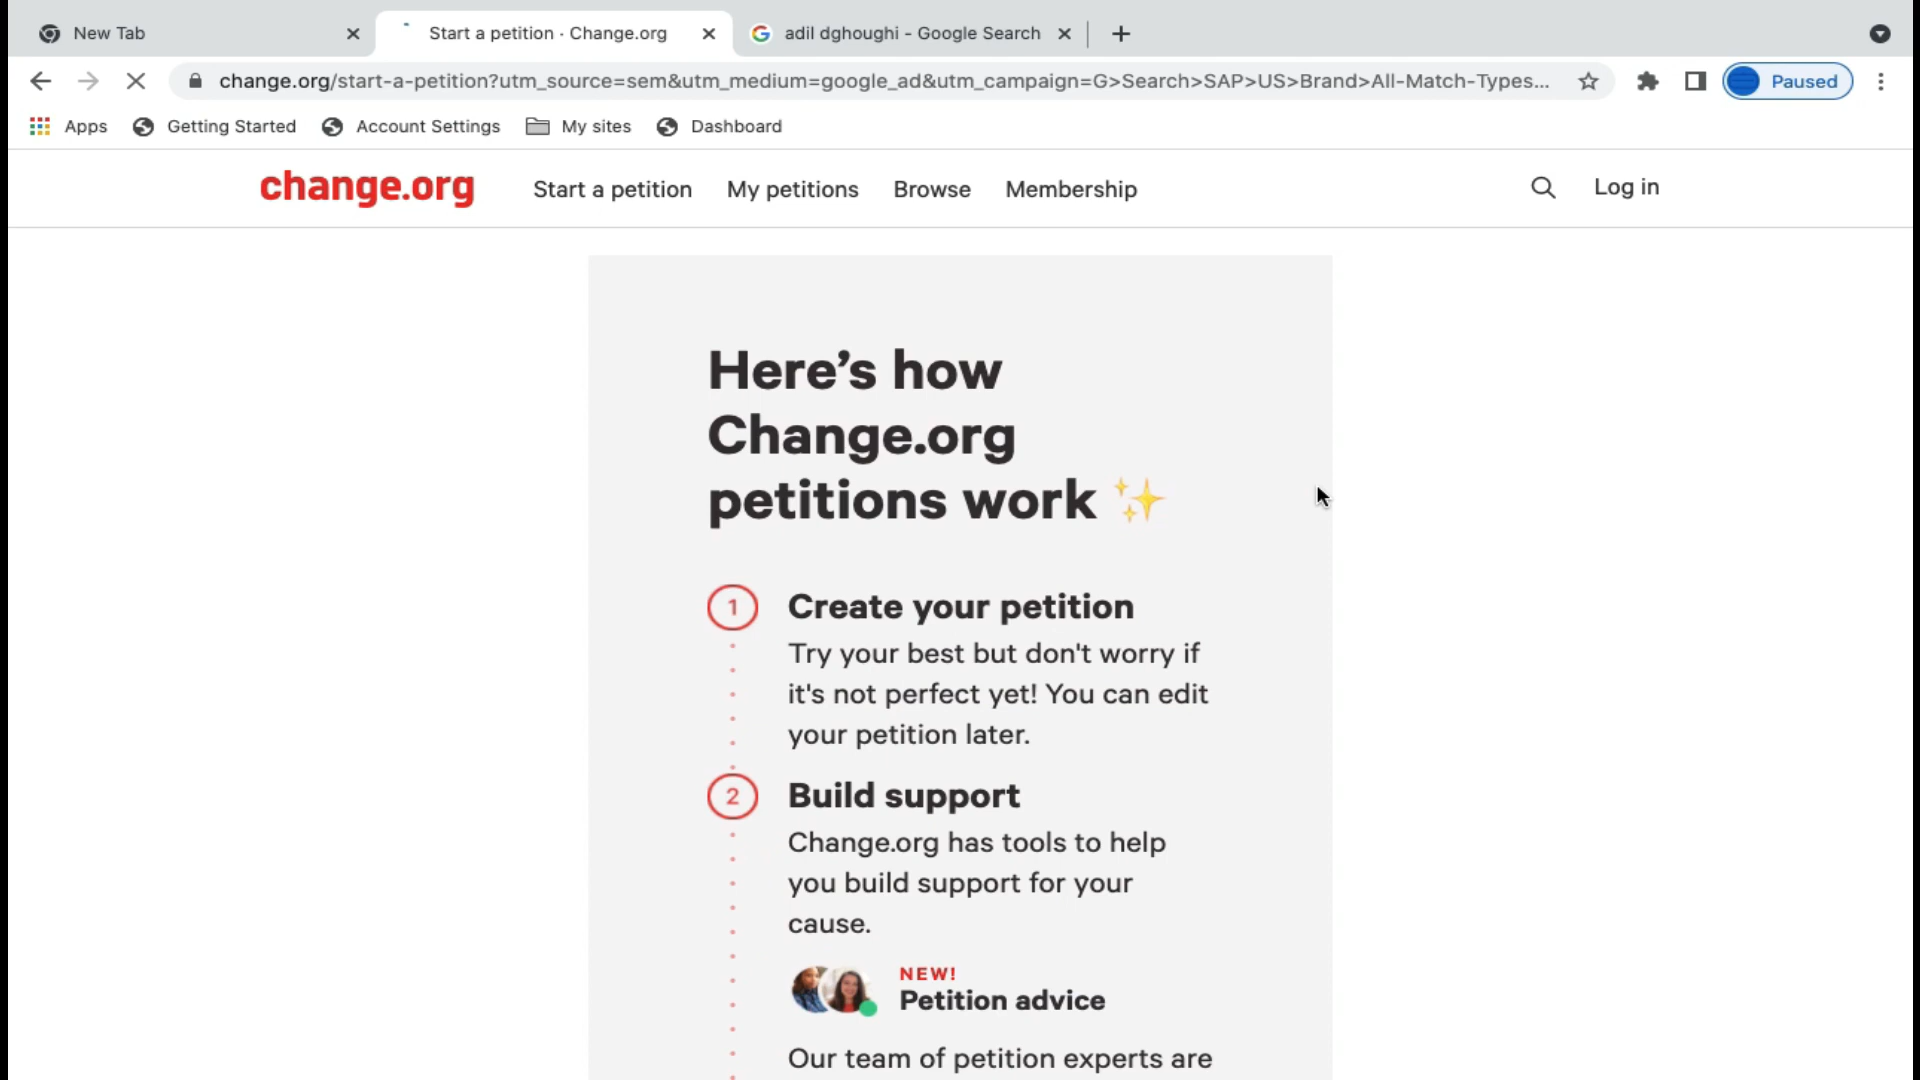 New Tab
Start a petition · Change.org
adil dghoughi - Google Search
change.org/start-a-petition?utm_source=sem&utm_medium=google_ad&utm_campaign=G>Search>SAP>US>Brand>All-Match-Types...
Paused
Apps
Getting Started
Account Settings
My sites
Dashboard
change.org
Start a petition
My petitions
Browse
Membership
Log in
Here’s how
Change.org
petitions work ✨
1
Create your petition
Try your best but don't worry if
it's not perfect yet! You can edit
your petition later.
2
Build support
Change.org has tools to help
you build support for your
cause.
NEW!
Petition advice
Our team of petition experts are